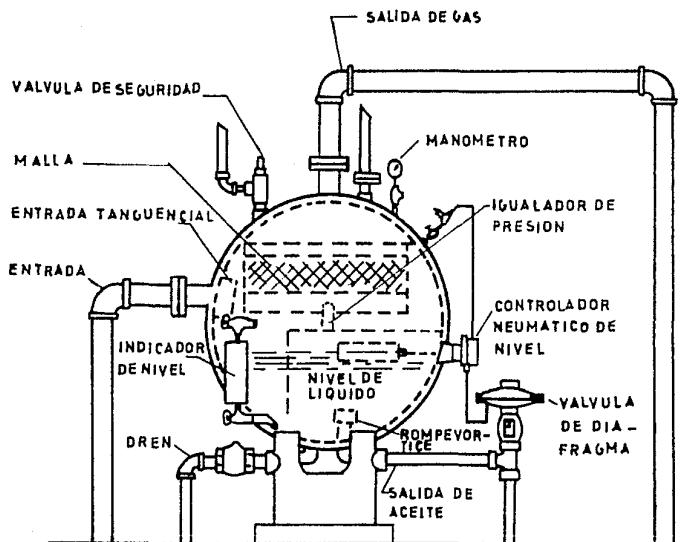 SALIDA DE GAS
VALVULA DE SEGURIDAD
MANOMETRO
MALLA
IGUALADOR DE
PRESION
ENTRADA TANGUENCIAL
ENTRADA
CONTROLADOR
NEUMATICO DE
NIVEL
INDICADOR
DE NIVEL
NIVEL DE
LIQUIDO
VALVULA
DE DIA-
FRAGMA
ROMPEVOR-
TICE
DREN
SALIDA DE
ACEITE